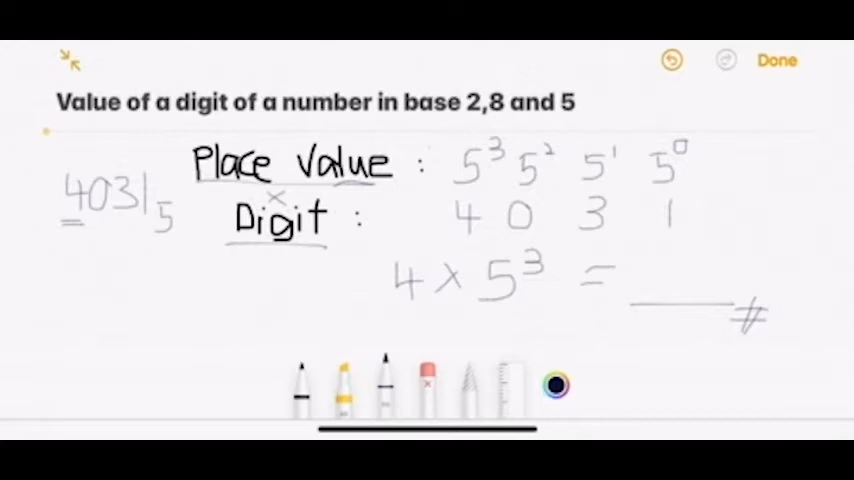 Done
Value of a digit of a number in base 2,8 and 5
Place Value : 5³ 5² 5¹ 5⁰
4031₅
×
Digit : 4 0 3 1
4 × 5³ = ____ #